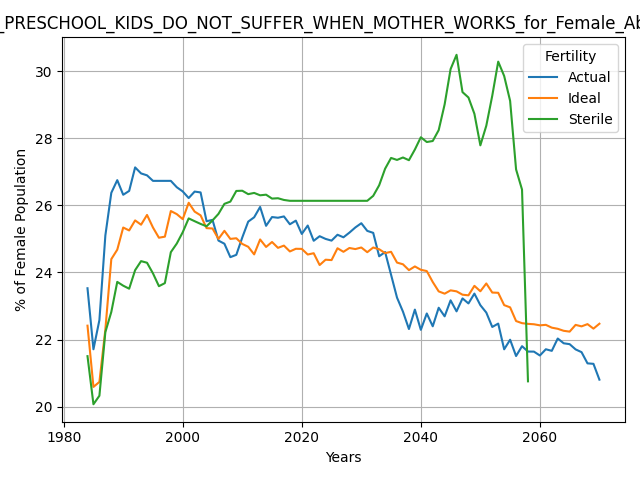 _PRESCHOOL_KIDS_DO_NOT_SUFFER_WHEN_MOTHER_WORKS_for_Female_Ab
Fertility
Actual
Ideal
Sterile
% of Female Population
30
28
26
24
22
20
1980
2000
2020
2040
2060
Years